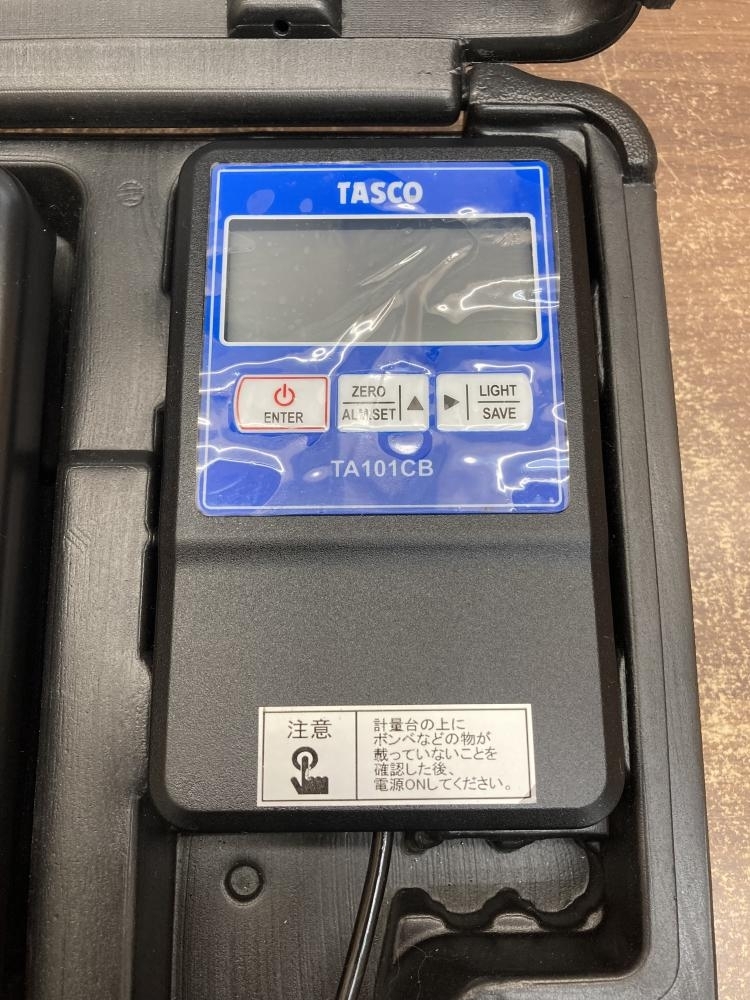 TASCO
ENTER
ZERO
ALM.SET
LIGHT
SAVE
TA101CB
注意
計量台の上に
ボンベなどの物が
載っていないことを
確認した後、
電源ONしてください。